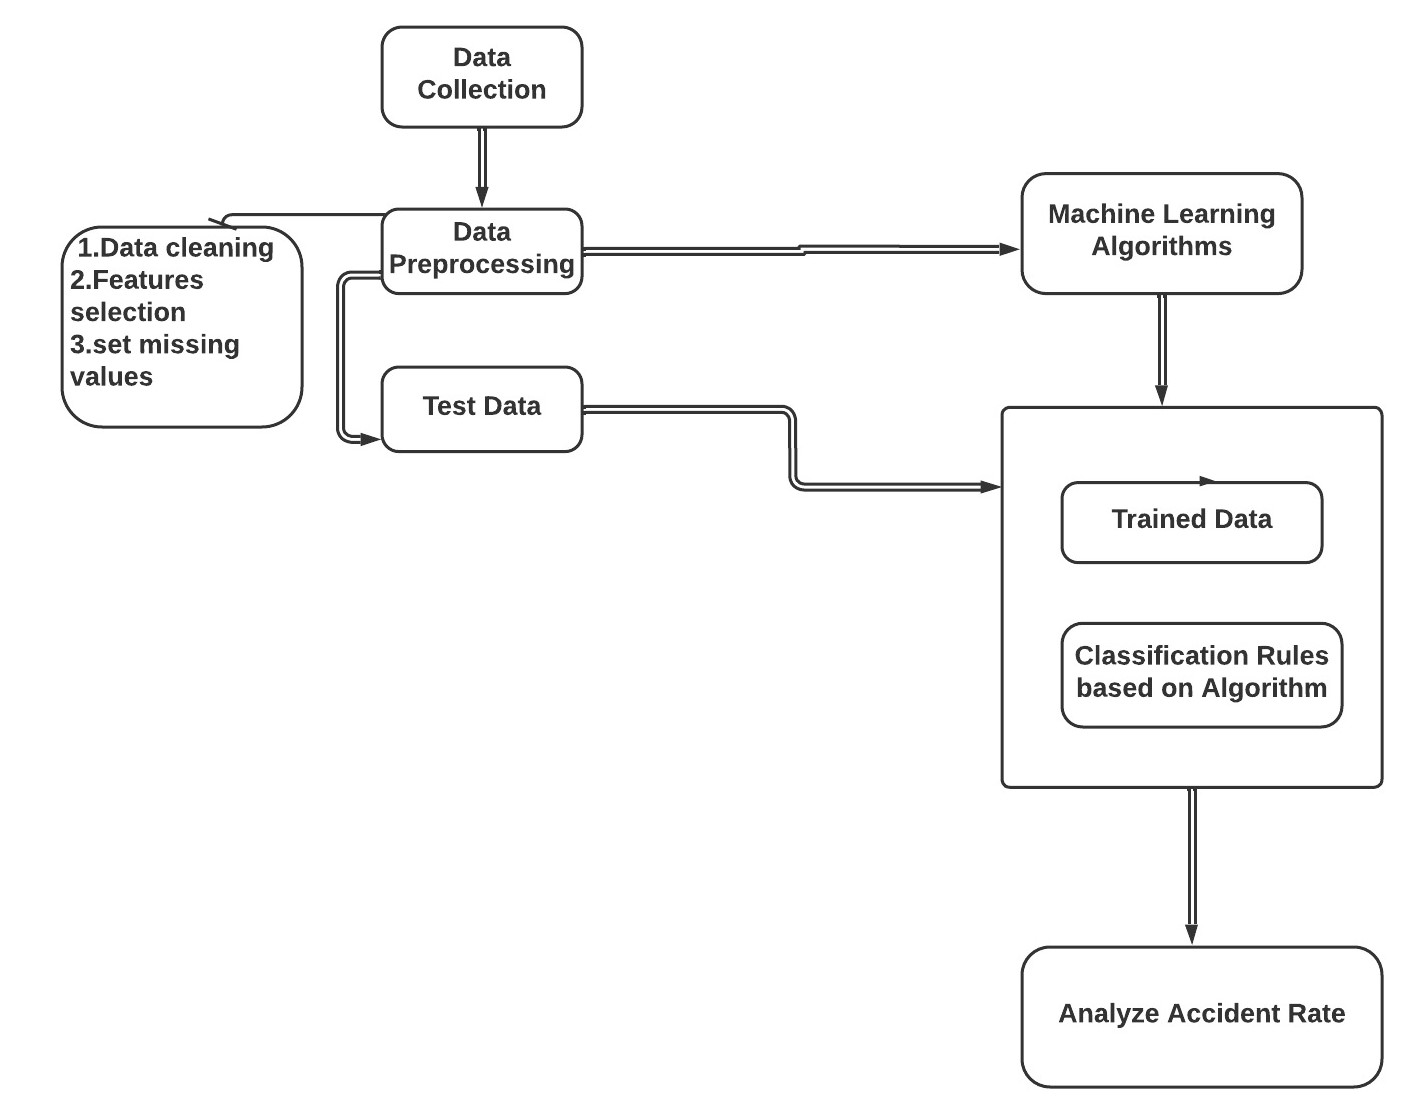 Data
Collection
Data
Preprocessing
1.Data cleaning
2.Features
selection
3.set missing
values
Machine Learning
Algorithms
Test Data
Trained Data
Classification Rules
based on Algorithm
Analyze Accident Rate